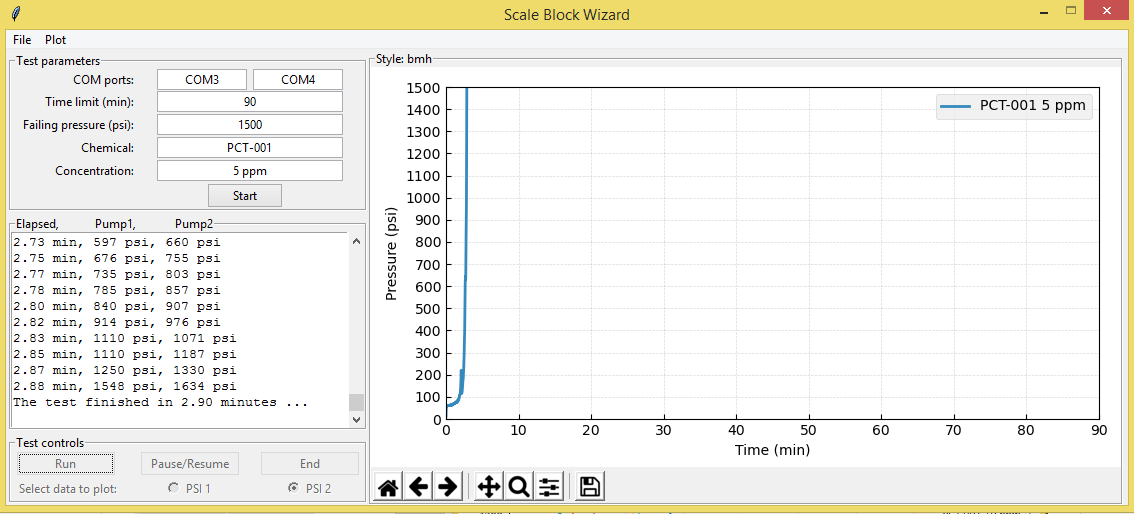 Scale Block Wizard
File Plot
Test parameters
COM ports: COM3 COM4
Time limit (min): 90
Failing pressure (psi): 1500
Chemical: PCT-001
Concentration: 5 ppm
Start
Elapsed, Pump1, Pump2
2.73 min, 597 psi, 660 psi
2.75 min, 676 psi, 755 psi
2.77 min, 735 psi, 803 psi
2.78 min, 785 psi, 857 psi
2.80 min, 840 psi, 907 psi
2.82 min, 914 psi, 976 psi
2.83 min, 1110 psi, 1071 psi
2.85 min, 1110 psi, 1187 psi
2.87 min, 1250 psi, 1330 psi
2.88 min, 1548 psi, 1634 psi
The test finished in 2.90 minutes ...
Test controls
Run Pause/Resume End
Select data to plot: PSI 1 PSI 2
Style: bmh
PCT-001 5 ppm
1500
1400
1300
1200
1100
1000
900
800
700
600
500
400
300
200
100
0
Pressure (psi)
0 10 20 30 40 50 60 70 80 90
Time (min)